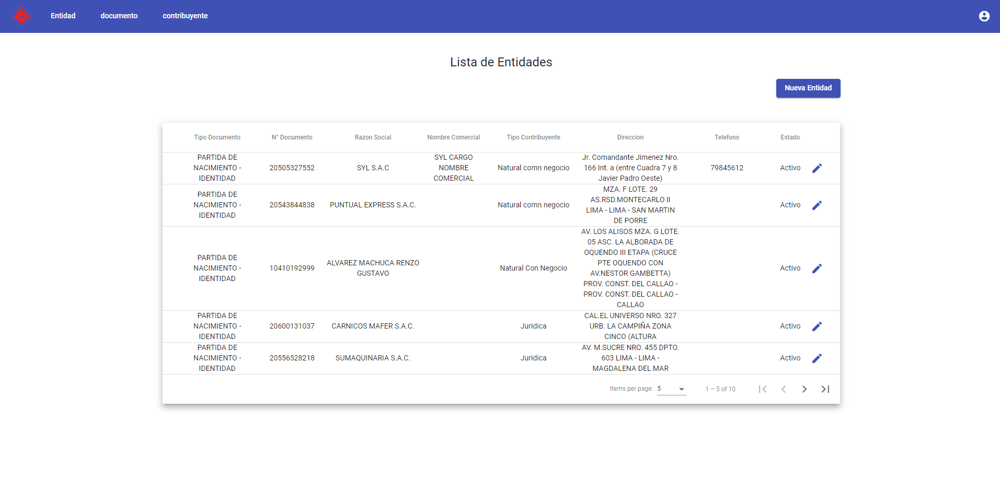 Entidad documento contribuyente
Lista de Entidades
Nueva Entidad
Tipo Documento N° Documento Razon Social Nombre Comercial Tipo Contribuyente Direccion Telefono Estado
PARTIDA DE
NACIMIENTO -
IDENTIDAD
20505327552
SYL S.A.C
SYL CARGO
NOMBRE
COMERCIAL
Natural comn negocio
Jr. Comandante Jimenez Nro.
166 Int. a (entre Cuadra 7 y 8
Javier Padro Oeste)
79845612
Activo
PARTIDA DE
NACIMIENTO -
IDENTIDAD
20543844838
PUNTUAL EXPRESS S.A.C.
Natural comn negocio
MZA. F LOTE. 29
AS.RSD.MONTECARLO II
LIMA - LIMA - SAN MARTIN
DE PORRE
Activo
PARTIDA DE
NACIMIENTO -
IDENTIDAD
10410192999
ALVAREZ MACHUCA RENZO
GUSTAVO
Natural Con Negocio
AV. LOS ALISOS MZA. G LOTE.
05 ASC. LA ALBORADA DE
OQUENDO III ETAPA (CRUCE
PTE OQUENDO CON
AV.NESTOR GAMBETTA)
PROV. CONST. DEL CALLAO -
PROV. CONST. DEL CALLAO -
CALLAO
Activo
PARTIDA DE
NACIMIENTO -
IDENTIDAD
20600131037
CARNICOS MAFER S.A.C.
Juridica
CAL.EL UNIVERSO NRO. 327
URB. LA CAMPIÑA ZONA
CINCO (ALTURA
Activo
PARTIDA DE
NACIMIENTO -
IDENTIDAD
20556528218
SUMAQUINARIA S.A.C.
Juridica
AV. M.SUCRE NRO. 455 DPTO.
603 LIMA - LIMA -
MAGDALENA DEL MAR
Activo
Items per page: 5 1 – 5 of 10